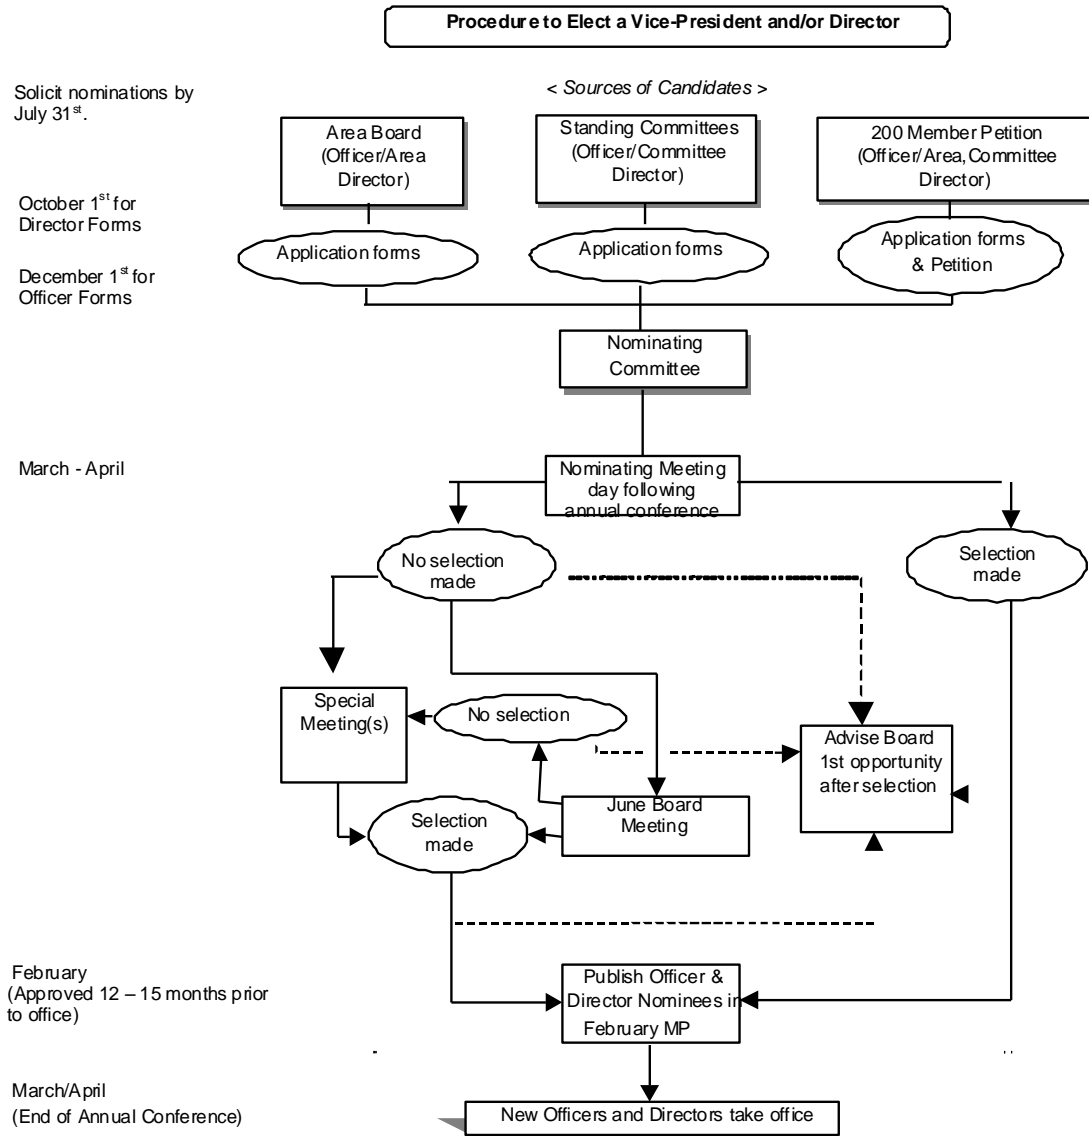 Procedure to Elect a Vice-President and/or Director
Solicit nominations by
July 31st.
< Sources of Candidates >
Area Board
(Officer/Area
Director)
Standing Committees
(Officer/Committee
Director)
200 Member Petition
(Officer/Area, Committee
Director)
October 1st for
Director Forms
Application forms
Application forms
Application forms
& Petition
December 1st for
Officer Forms
Nominating
Committee
March - April
Nominating Meeting
day following
annual conference
No selection
made
Selection
made
Special
Meeting(s)
No selection
Advise Board
1st opportunity
after selection
June Board
Meeting
Selection
made
February
(Approved 12 – 15 months prior
to office)
Publish Officer &
Director Nominees in
February MP
March/April
(End of Annual Conference)
New Officers and Directors take office